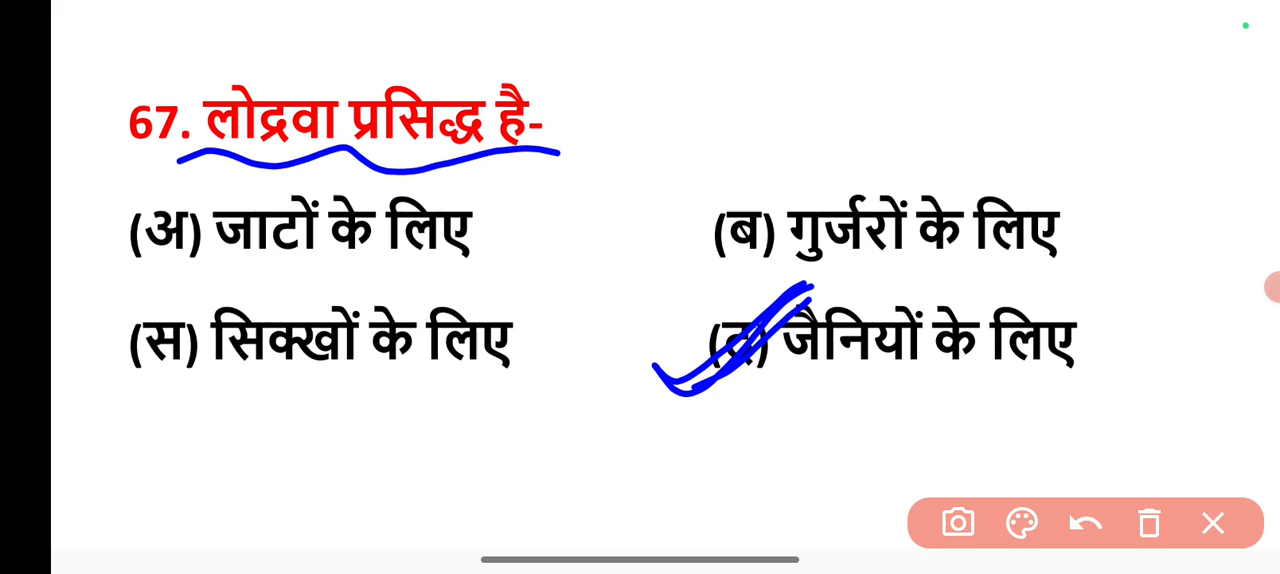 67. लोद्रवा प्रसिद्ध है-
(अ) जाटों के लिए (ब) गुर्जरों के लिए
(स) सिक्खों के लिए (द) जैनियों के लिए